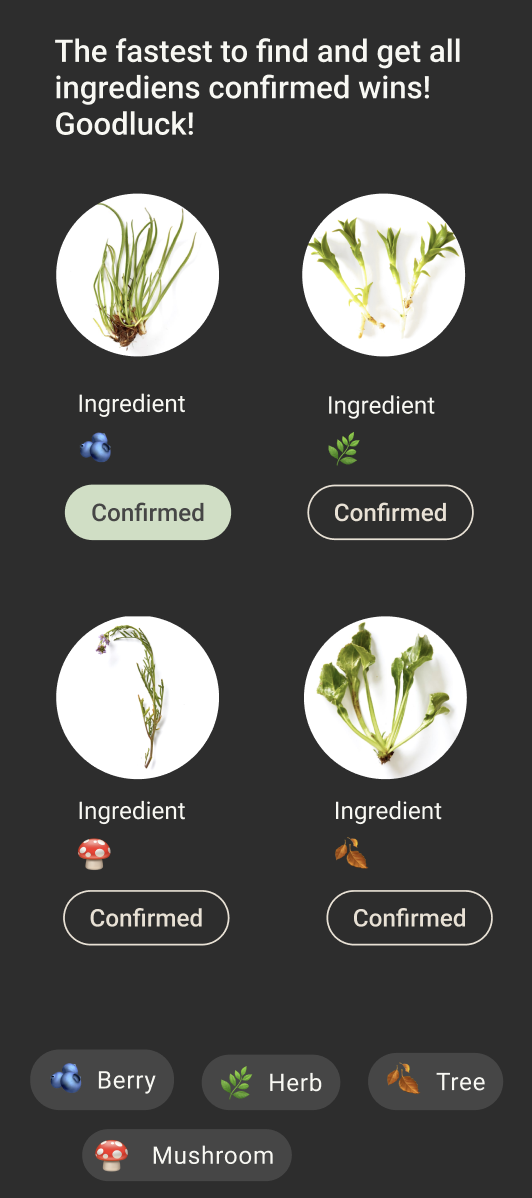 The fastest to find and get all
ingrediens confirmed wins!
Goodluck!
Ingredient
Ingredient
Confirmed
Confirmed
Ingredient
Ingredient
Confirmed
Confirmed
Berry
Herb
Tree
Mushroom